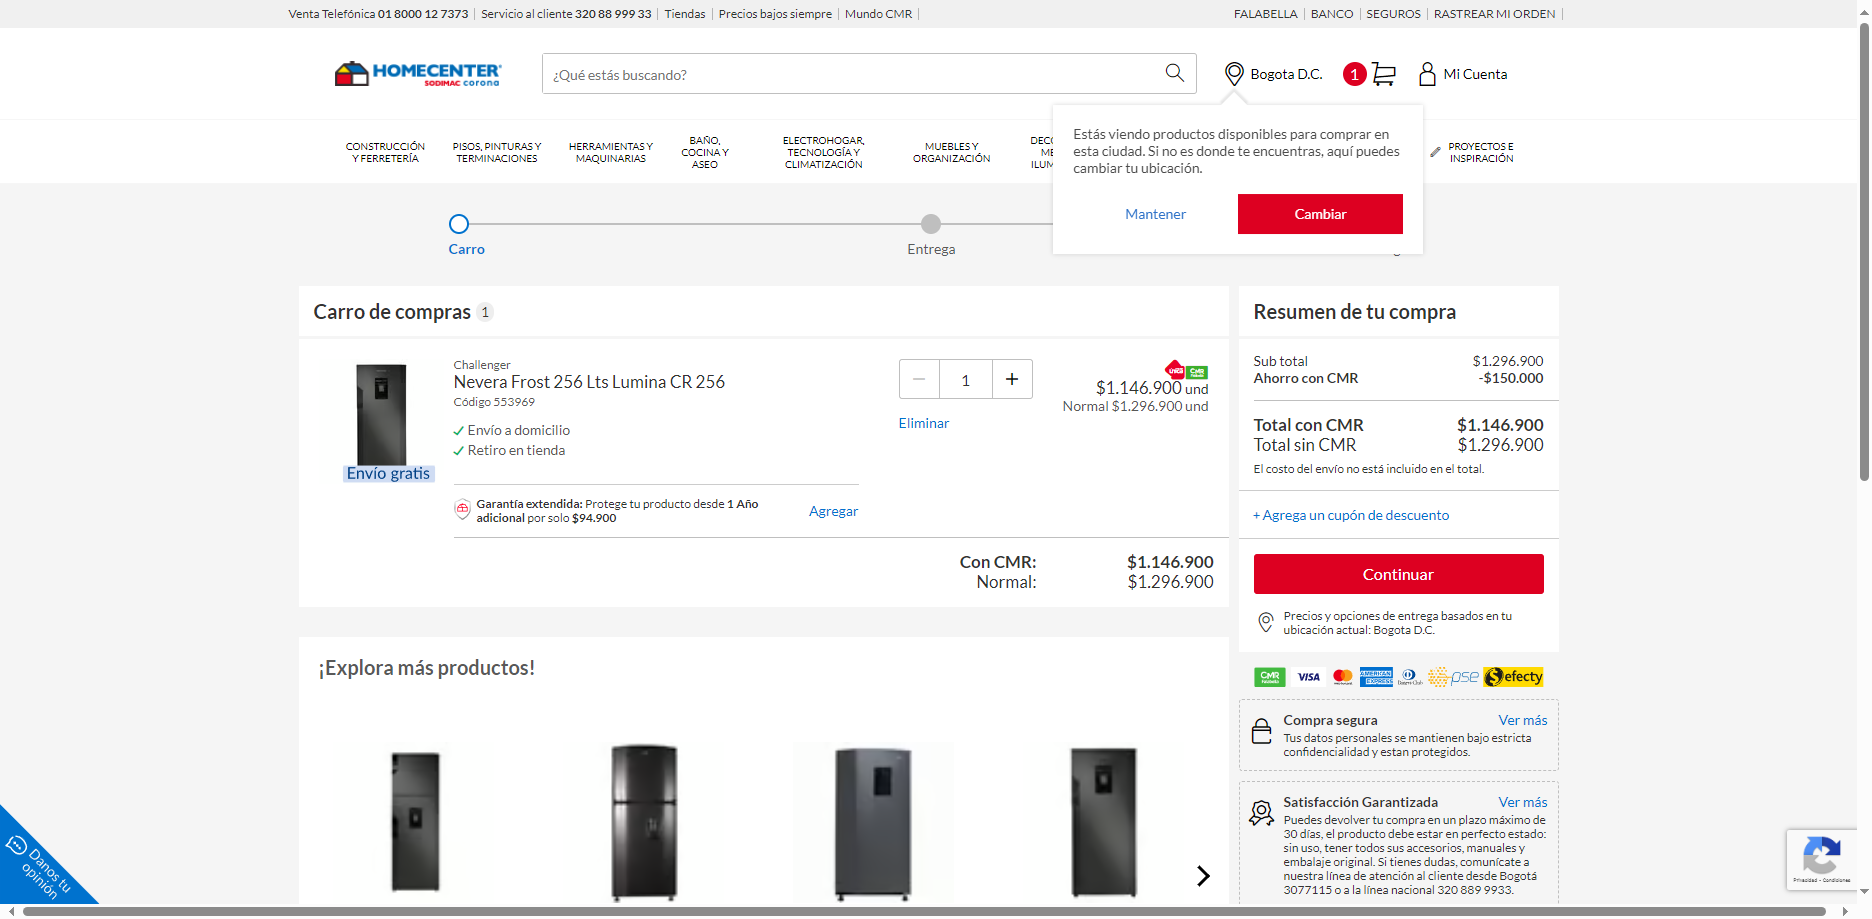 Venta Telefónica 01 8000 12 7373 | Servicio al cliente 320 88 999 33 | Tiendas | Precios bajos siempre | Mundo CMR |
FALABELLA | BANCO | SEGUROS | RASTREAR MI ORDEN |
HOMECENTER
SODIMAC corona
¿Qué estás buscando?
Bogota D.C.
1
Mi Cuenta
CONSTRUCCIÓN
Y FERRETERÍA
PISOS, PINTURAS Y
TERMINACIONES
HERRAMIENTAS Y
MAQUINARIAS
BAÑO,
COCINA Y
ASEO
ELECTROHOGAR,
TECNOLOGÍA Y
CLIMATIZACIÓN
MUEBLES Y
ORGANIZACIÓN
PROYECTOS E
INSPIRACIÓN
Estás viendo productos disponibles para comprar en
esta ciudad. Si no es donde te encuentras, aquí puedes
cambiar tu ubicación.
Mantener
Cambiar
Carro
Entrega
Carro de compras 1
Challenger
Nevera Frost 256 Lts Lumina CR 256
Código 553969
Envío a domicilio
Retiro en tienda
Envío gratis
1
Eliminar
CMR
$1.146.900 und
Normal $1.296.900 und
Garantía extendida: Protege tu producto desde 1 Año
adicional por solo $94.900
Agregar
Con CMR: $1.146.900
Normal: $1.296.900
Resumen de tu compra
Sub total $1.296.900
Ahorro con CMR -$150.000
Total con CMR $1.146.900
Total sin CMR $1.296.900
El costo del envío no está incluido en el total.
+ Agrega un cupón de descuento
Continuar
Precios y opciones de entrega basados en tu
ubicación actual: Bogota D.C.
CMR VISA AMERICAN EXPRESS pse efecty
Compra segura Ver más
Tus datos personales se mantienen bajo estricta
confidencialidad y estan protegidos.
Satisfacción Garantizada Ver más
Puedes devolver tu compra en un plazo máximo de
30 días, el producto debe estar en perfecto estado:
sin uso, tener todos sus accesorios, manuales y
embalaje original. Si tienes dudas, comunícate a
nuestra línea de atención al cliente desde Bogotá
3077115 o a la línea nacional 320 889 9933.
¡Explora más productos!
Danos tu
opinión
Privacidad - Condiciones